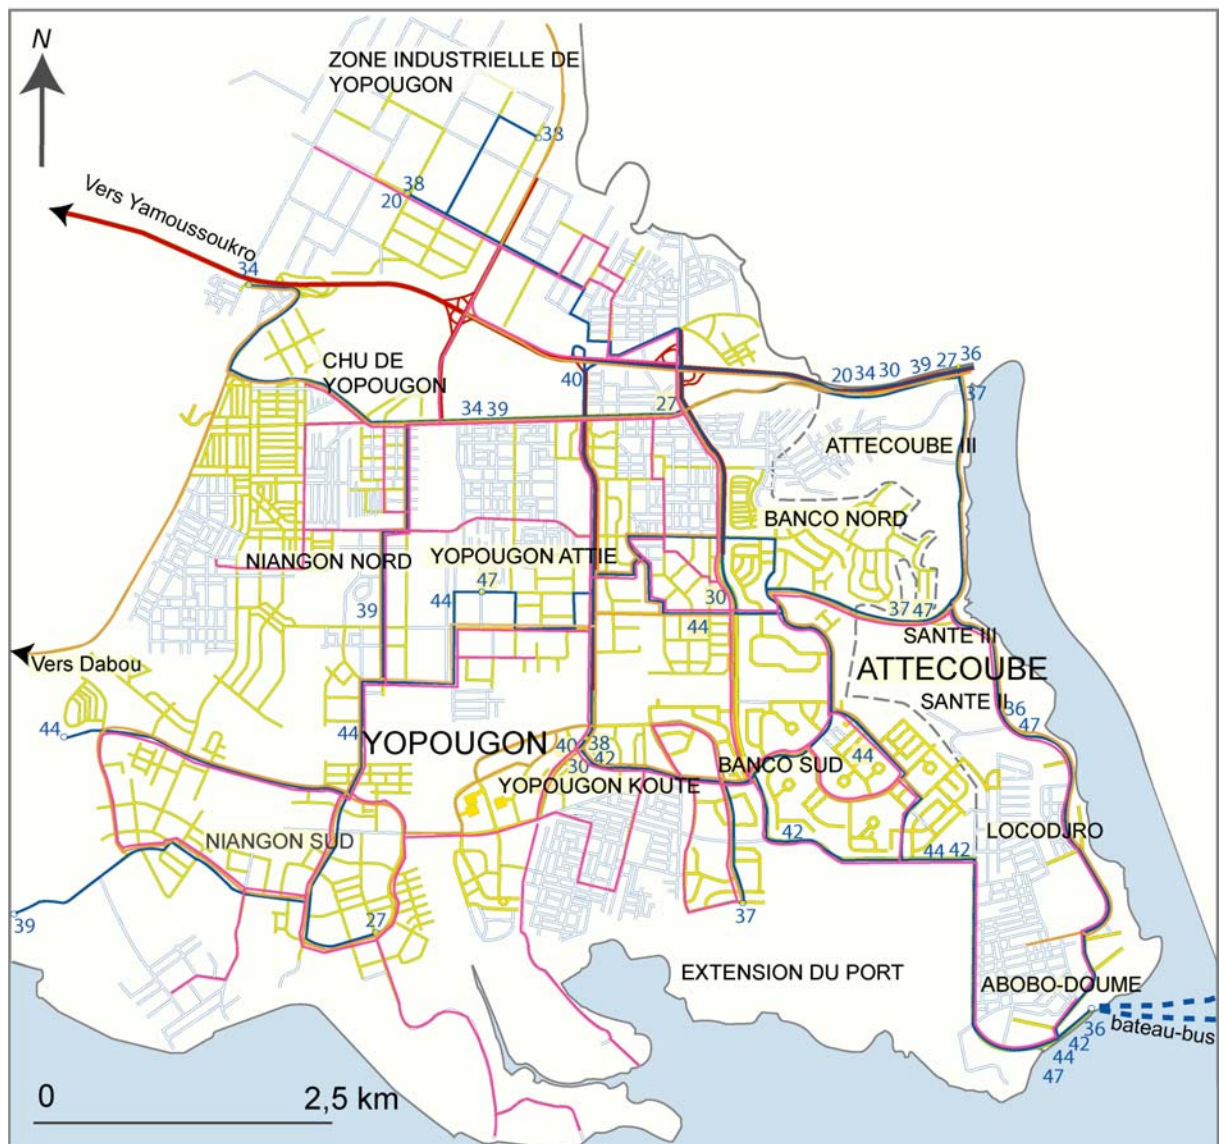 N
ZONE INDUSTRIELLE DE
YOPOUGON
38
38
20
Vers Yamoussoukro
34
CHU DE
YOPOUGON
40
20 34 30 39 27 36
37
34 39
27
ATTECOUBE III
BANCO NORD
NIANGON NORD
YOPOUGON ATTIE
47
39
44
30
44
37 47
SANTE III
Vers Dabou
ATTECOUBE
SANTE II
44
44
YOPOUGON
40
38
42
30
36
47
BANCO SUD
44
YOPOUGON KOUTE
NIANGON SUD
42
LOCODJRO
44 42
39
27
37
EXTENSION DU PORT
ABOBO-DOUME
bateau-bus
36
42
44
47
0 2,5 km